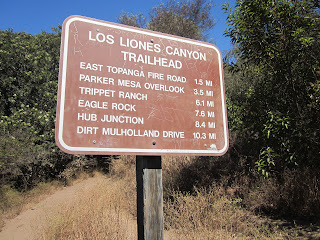 LOS LIONES CANYON
TRAILHEAD
EAST TOPANGA FIRE ROAD 1.5 MI
PARKER MESA OVERLOOK 3.5 MI
TRIPPET RANCH 6.1 MI
EAGLE ROCK 7.6 MI
HUB JUNCTION 8.4 MI
DIRT MULHOLLAND DRIVE 10.3 MI